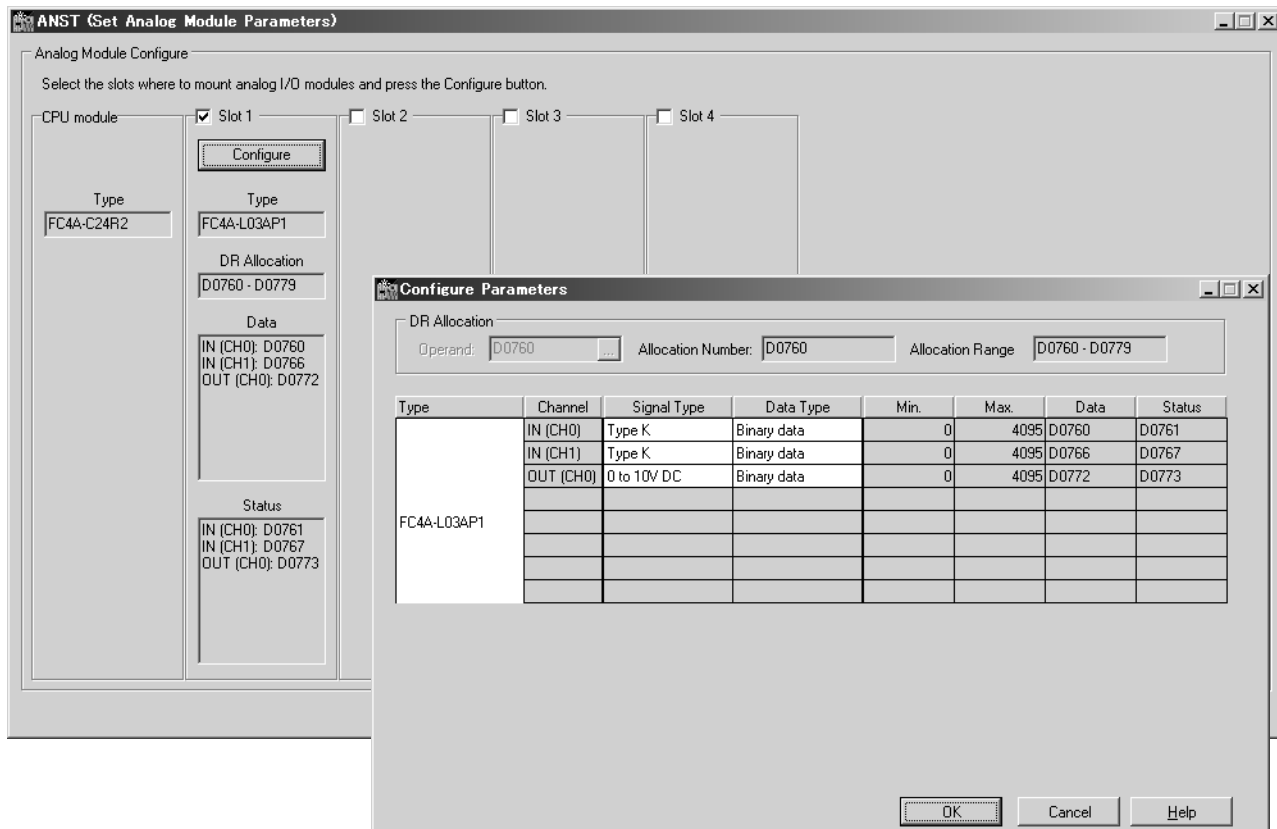 ANST (Set Analog Module Parameters)
Analog Module Configure
Select the slots where to mount analog I/O modules and press the Configure button.
CPU module
Slot 1
Slot 2
Slot 3
Slot 4
Configure
Type
Type
FC4A-C24R2
FC4A-L03AP1
DR Allocation
D0760 - D0779
Data
IN (CH0): D0760
IN (CH1): D0766
OUT (CH0): D0772
Status
IN (CH0): D0761
IN (CH1): D0767
OUT (CH0): D0773
Configure Parameters
DR Allocation
Operand: D0760 ... Allocation Number: D0760 Allocation Range D0760 - D0779
Type Channel Signal Type Data Type Min. Max. Data Status
IN (CH0) Type K Binary data 0 4095 D0760 D0761
IN (CH1) Type K Binary data 0 4095 D0766 D0767
OUT (CH0) 0 to 10V DC Binary data 0 4095 D0772 D0773
FC4A-L03AP1
OK Cancel Help